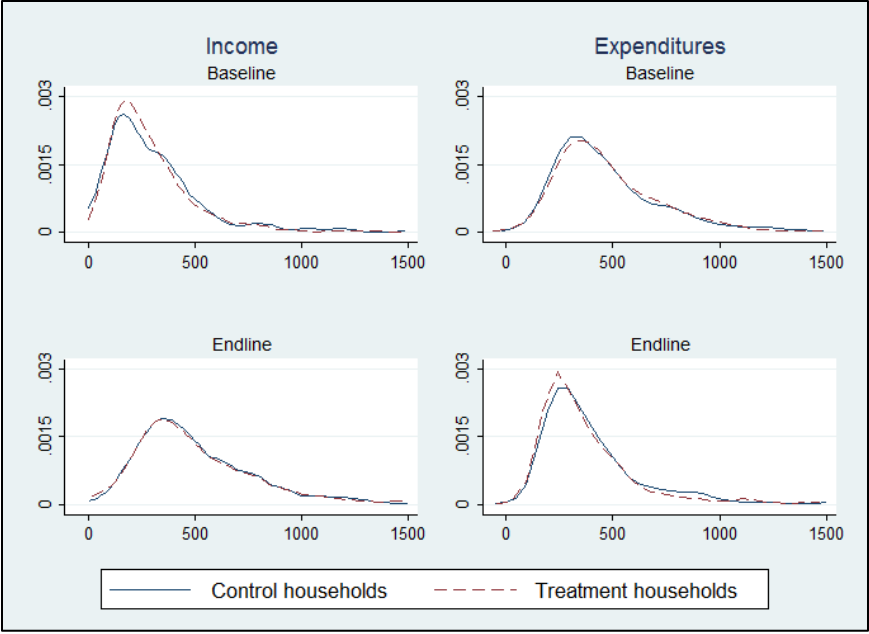 Income
Expenditures
Baseline
Baseline
.003
.0015
0
0 500 1000 1500
.003
.0015
0
0 500 1000 1500
Endline
Endline
.003
.0015
0
0 500 1000 1500
.003
.0015
0
0 500 1000 1500
Control households
Treatment households